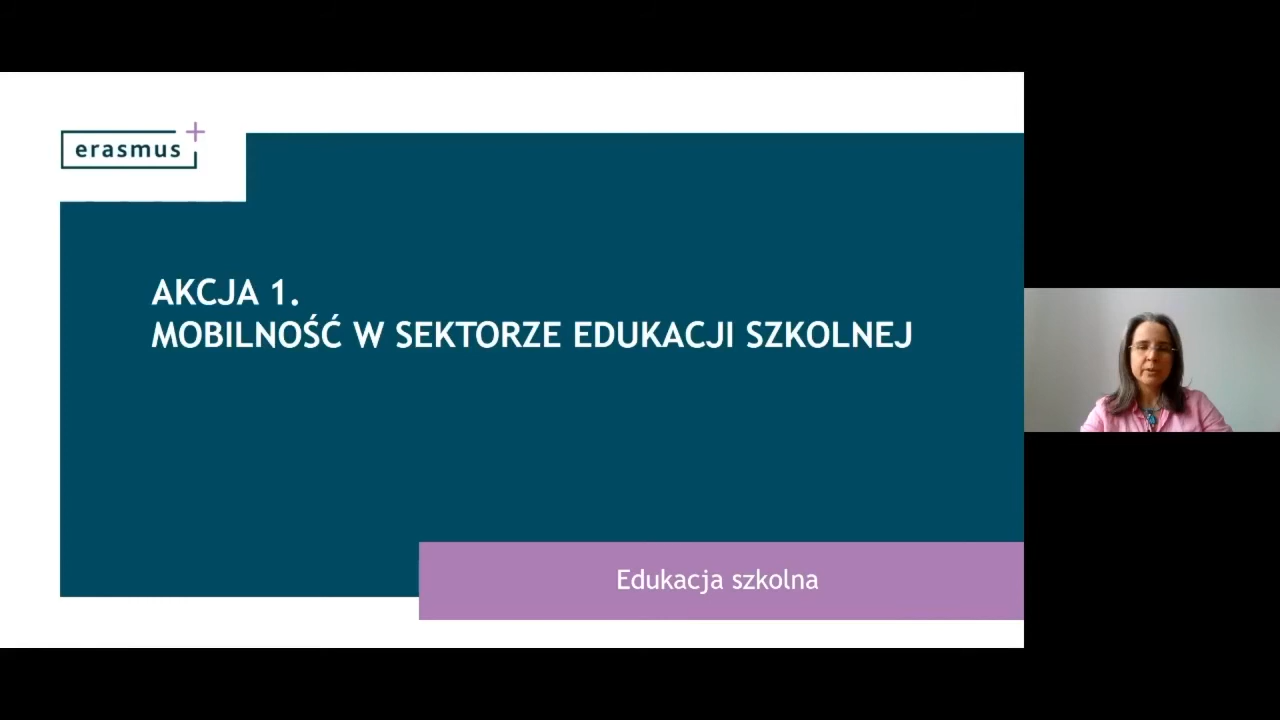 erasmus+
AKCJA 1.
MOBILNOŚĆ W SEKTORZE EDUKACJI SZKOLNEJ
Edukacja szkolna